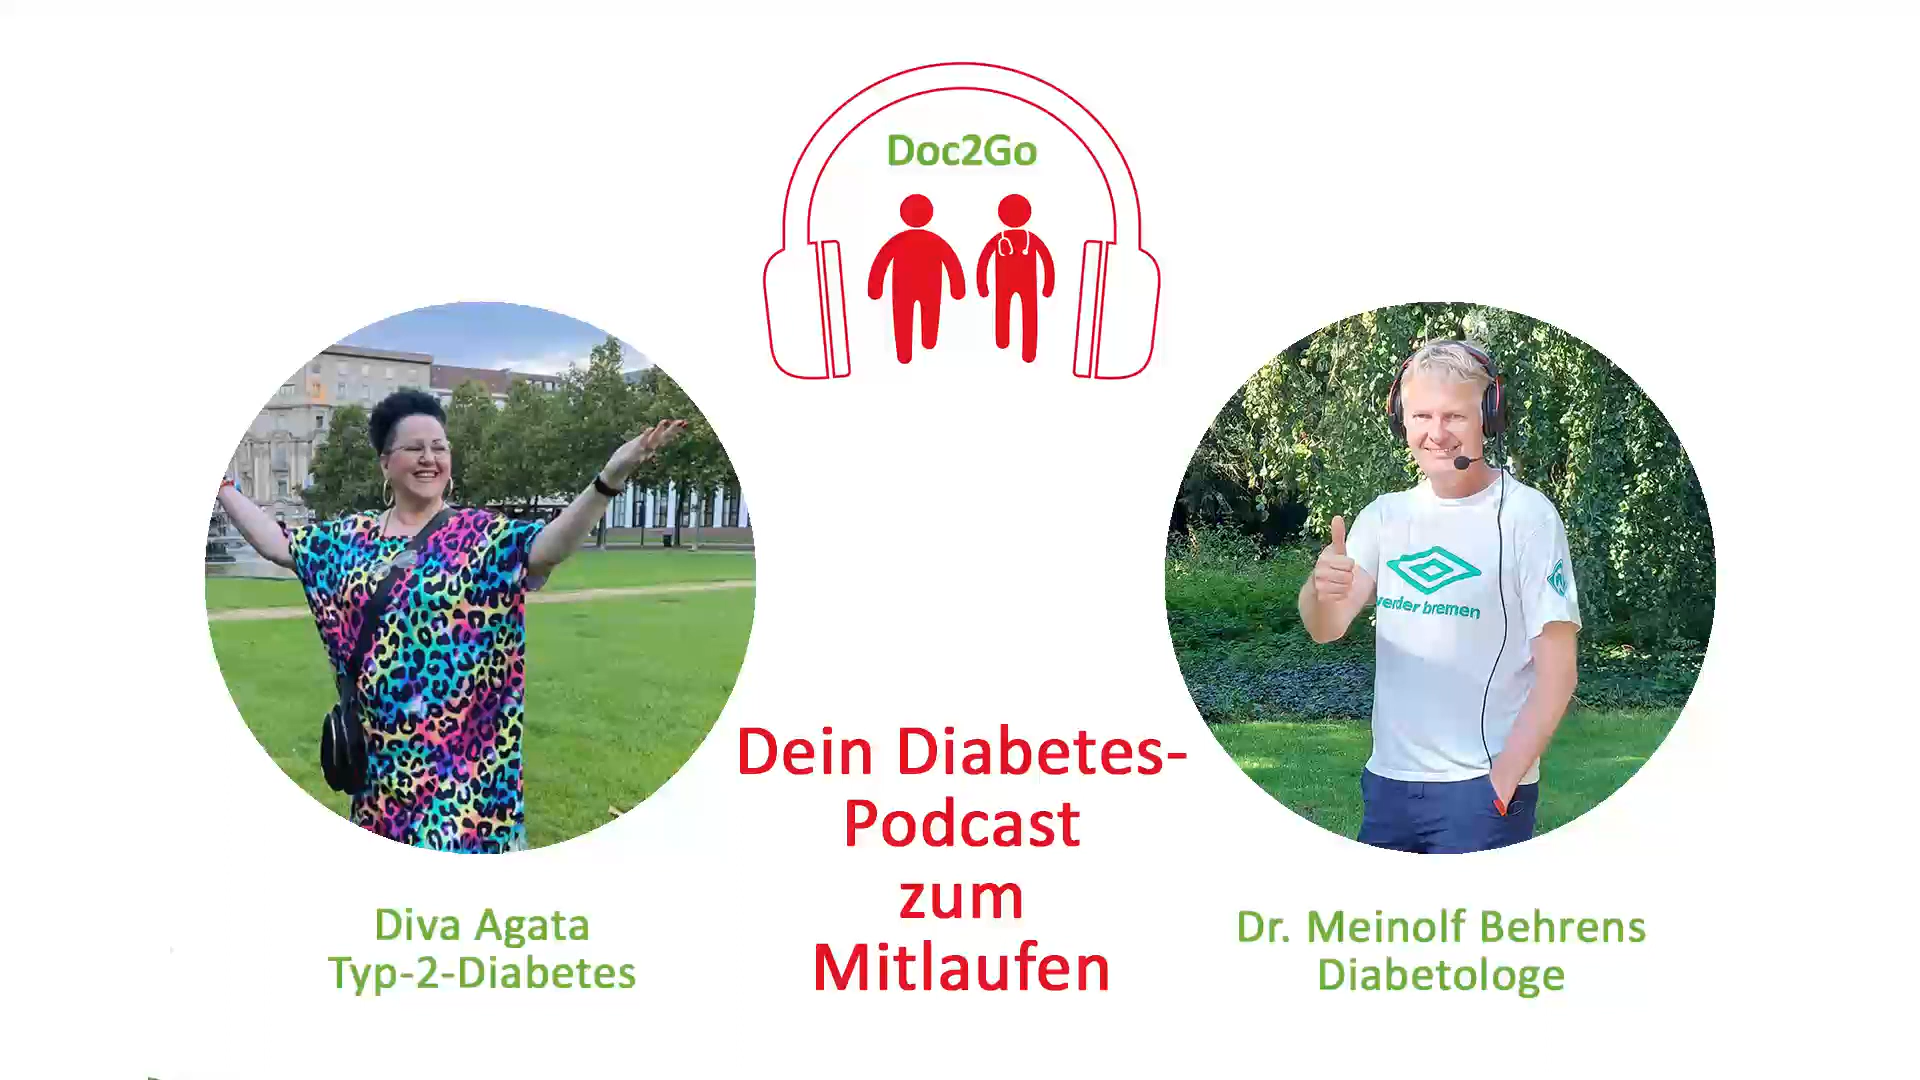 Doc2Go
Dein Diabetes-
Podcast
zum
Mitlaufen
Diva Agata
Typ-2-Diabetes
Dr. Meinolf Behrens
Diabetologe
werder bremen